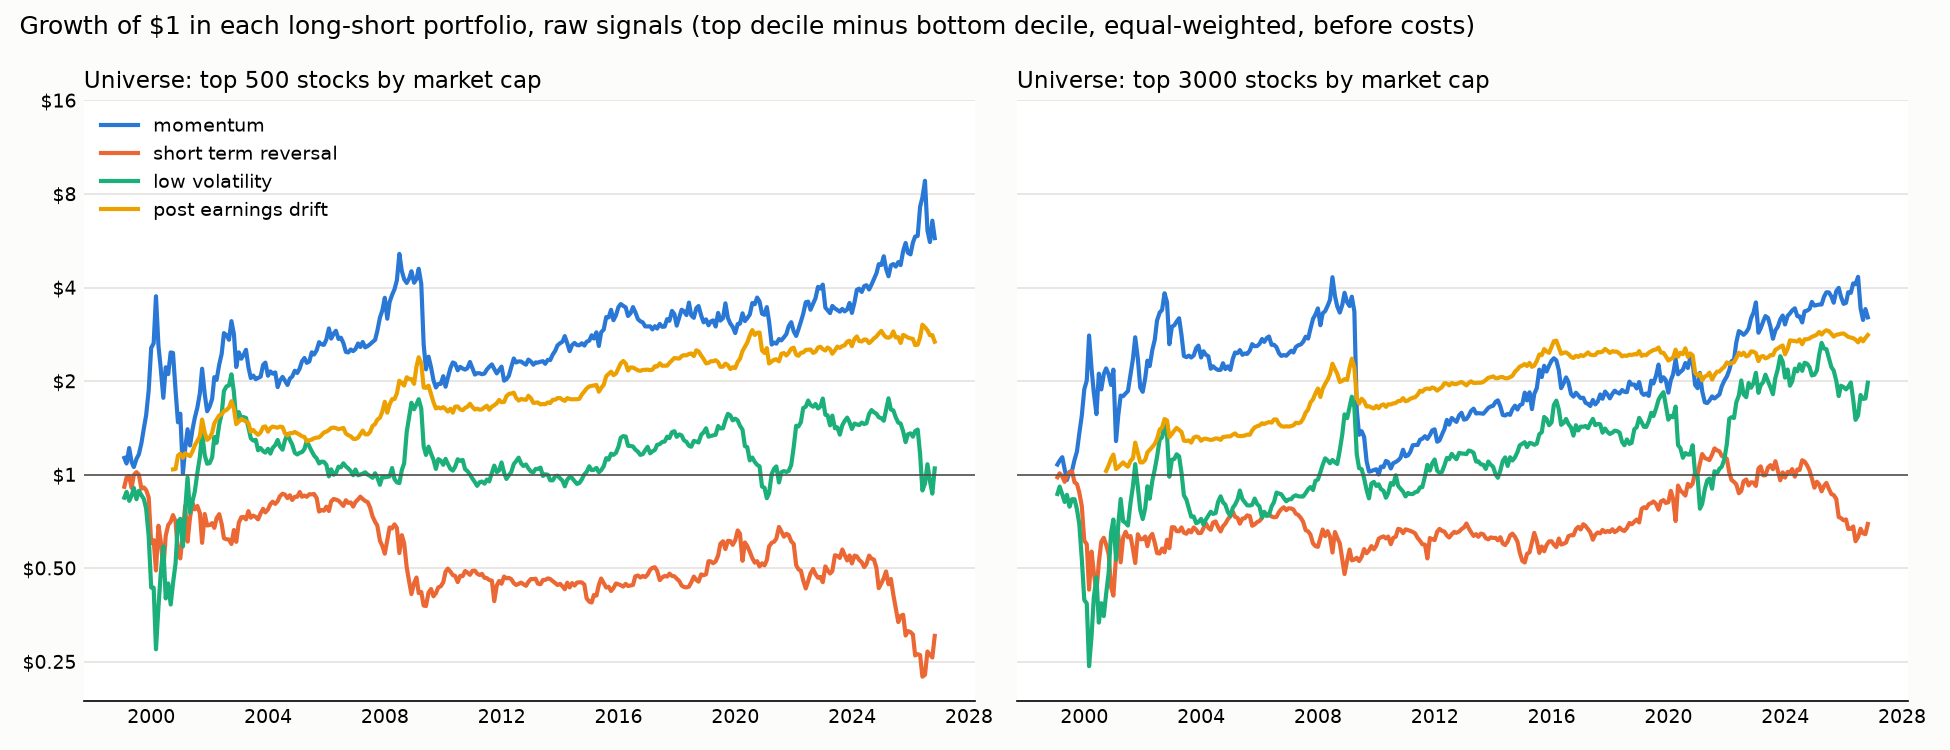 Growth of $1 in each long-short portfolio, raw signals (top decile minus bottom decile, equal-weighted, before costs)
Universe: top 500 stocks by market cap
Universe: top 3000 stocks by market cap
$16
$8
$4
$2
$1
$0.50
$0.25
momentum
short term reversal
low volatility
post earnings drift
2000 2004 2008 2012 2016 2020 2024 2028
2000 2004 2008 2012 2016 2020 2024 2028